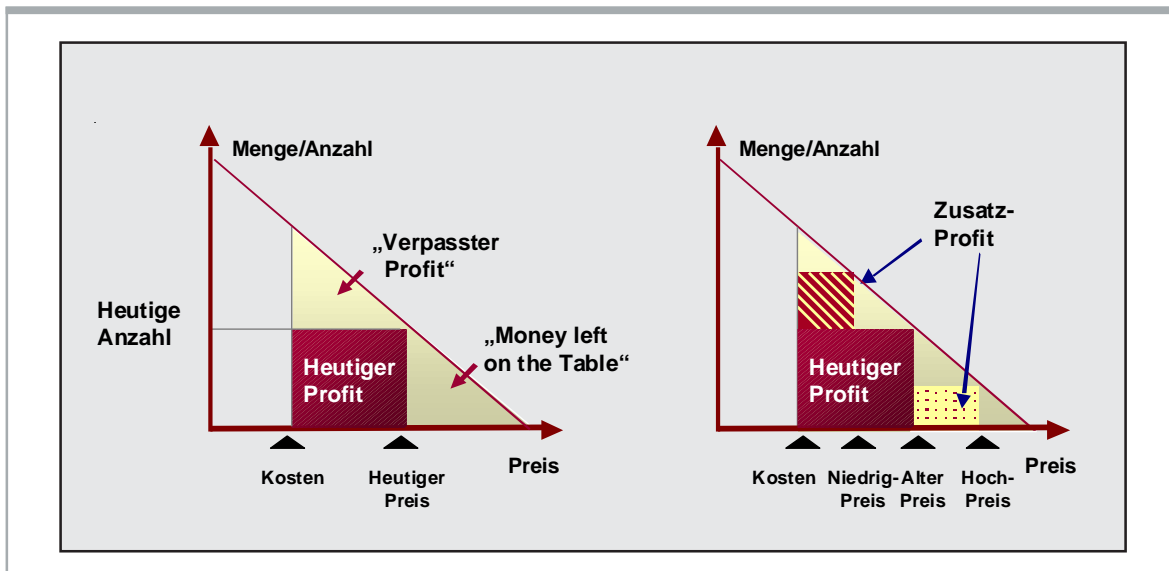 Menge/Anzahl
„Verpasster
Profit“
Heutige
Anzahl
„Money left
on the Table“
Heutiger
Profit
Preis
Kosten
Heutiger
Preis
Menge/Anzahl
Zusatz-
Profit
Heutiger
Profit
Preis
Kosten
Niedrig-
Preis
Alter
Preis
Hoch-
Preis